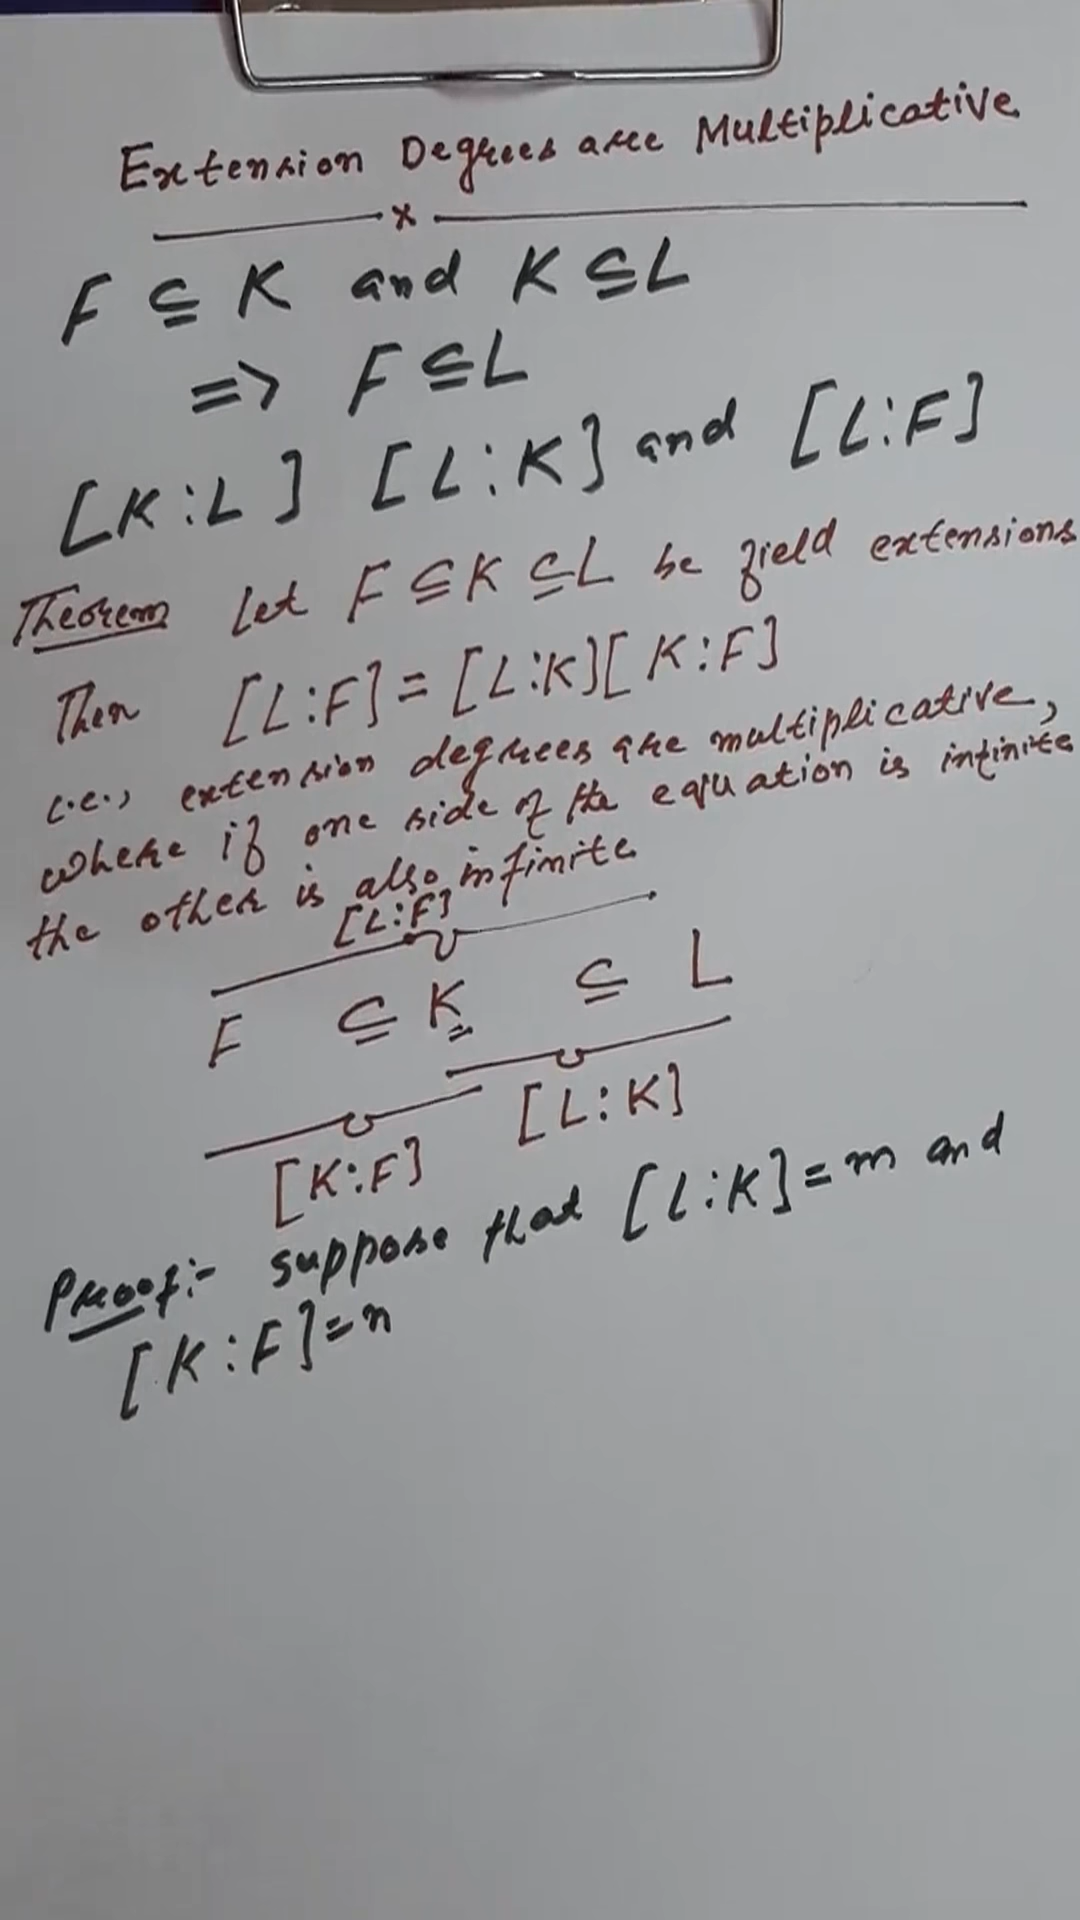 Extension Degrees are Multiplicative
x
F ⊆ K and K ⊆ L
=> F ⊆ L
[K:L] [L:K] and [L:F]
Theorem Let F ⊆ K ⊆ L be field extensions
Then [L:F] = [L:K][K:F]
i.e., extension degrees are multiplicative,
where if one side of the equation is infinite
the other is also infinite
[L:F]
F ⊆ K ⊆ L
[K:F] [L:K]
Proof:- suppose that [L:K] = m and
[K:F] = n